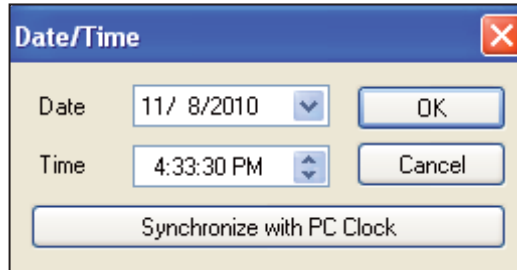 Date/Time
Date 11/ 8/2010 OK
Time 4:33:30 PM Cancel
Synchronize with PC Clock